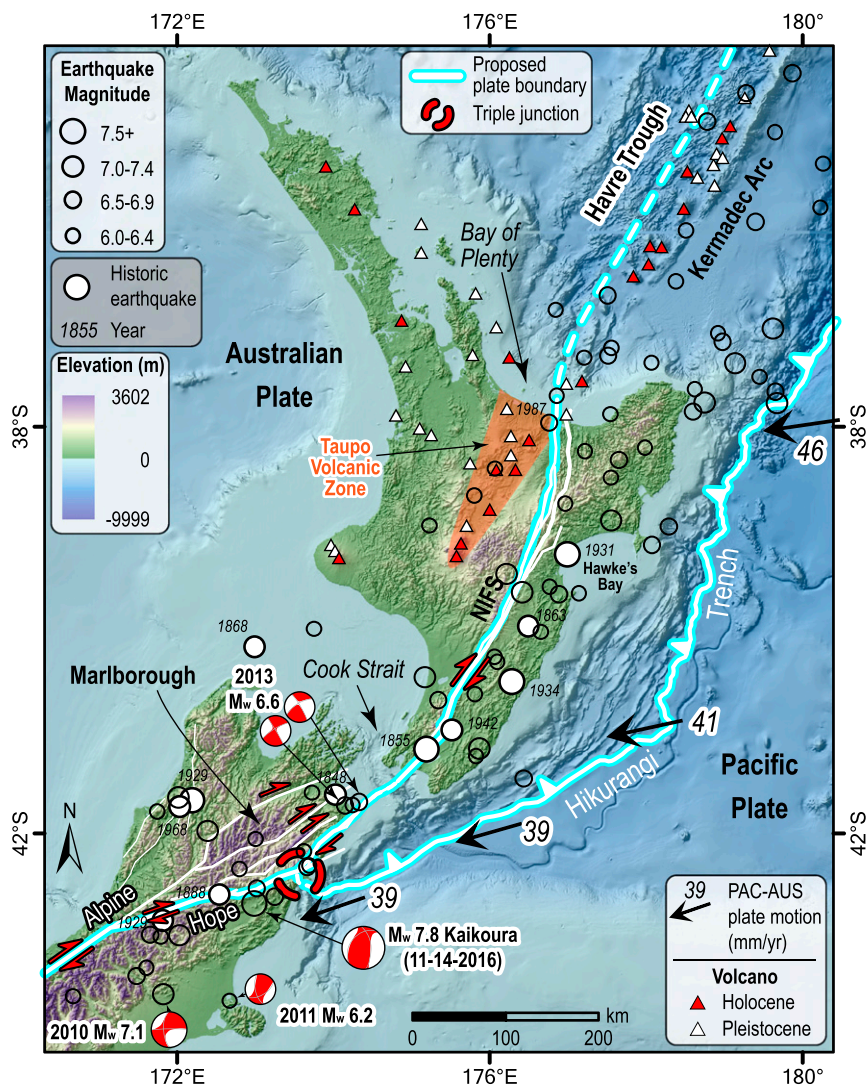 172°E
176°E
180°
Earthquake
Magnitude
7.5+
7.0-7.4
6.5-6.9
6.0-6.4
Proposed
plate boundary
Triple junction
Historic
earthquake
1855 Year
Elevation (m)
3602
0
-9999
Havre Trough
Kermadec Arc
Bay of
Plenty
Australian
Plate
38°S
38°S
1987
46
Taupo
Volcanic
Zone
1931
Hawke's
Bay
NIFS
Trench
1863
1868
Cook Strait
Marlborough
2013
Mw 6.6
1934
1942
1855
41
Pacific
Plate
Hikurangi
1929
1848
1968
N
42°S
42°S
39
Alpine
1888
Hope
1929
39
Mw 7.8 Kaikoura
(11-14-2016)
39 PAC-AUS
plate motion
(mm/yr)
Volcano
Holocene
Pleistocene
2011 Mw 6.2
2010 Mw 7.1
km
0 100 200
172°E
176°E
180°